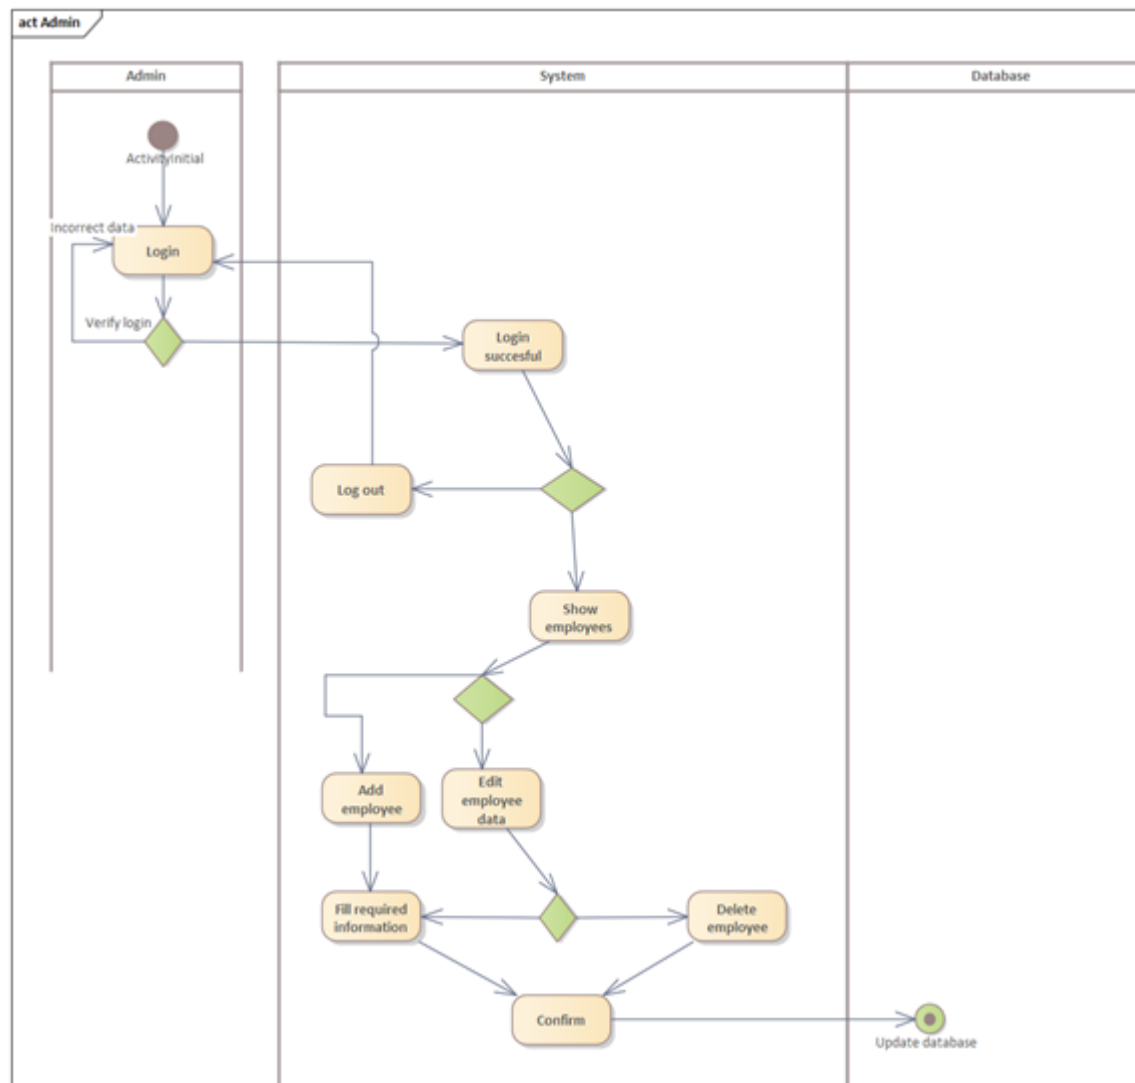 act Admin
Admin
System
Database
ActivityInitial
Incorrect data
Login
Verify login
Login
succesful
Log out
Show
employees
Add
employee
Edit
employee
data
Fill required
information
Delete
employee
Confirm
Update database